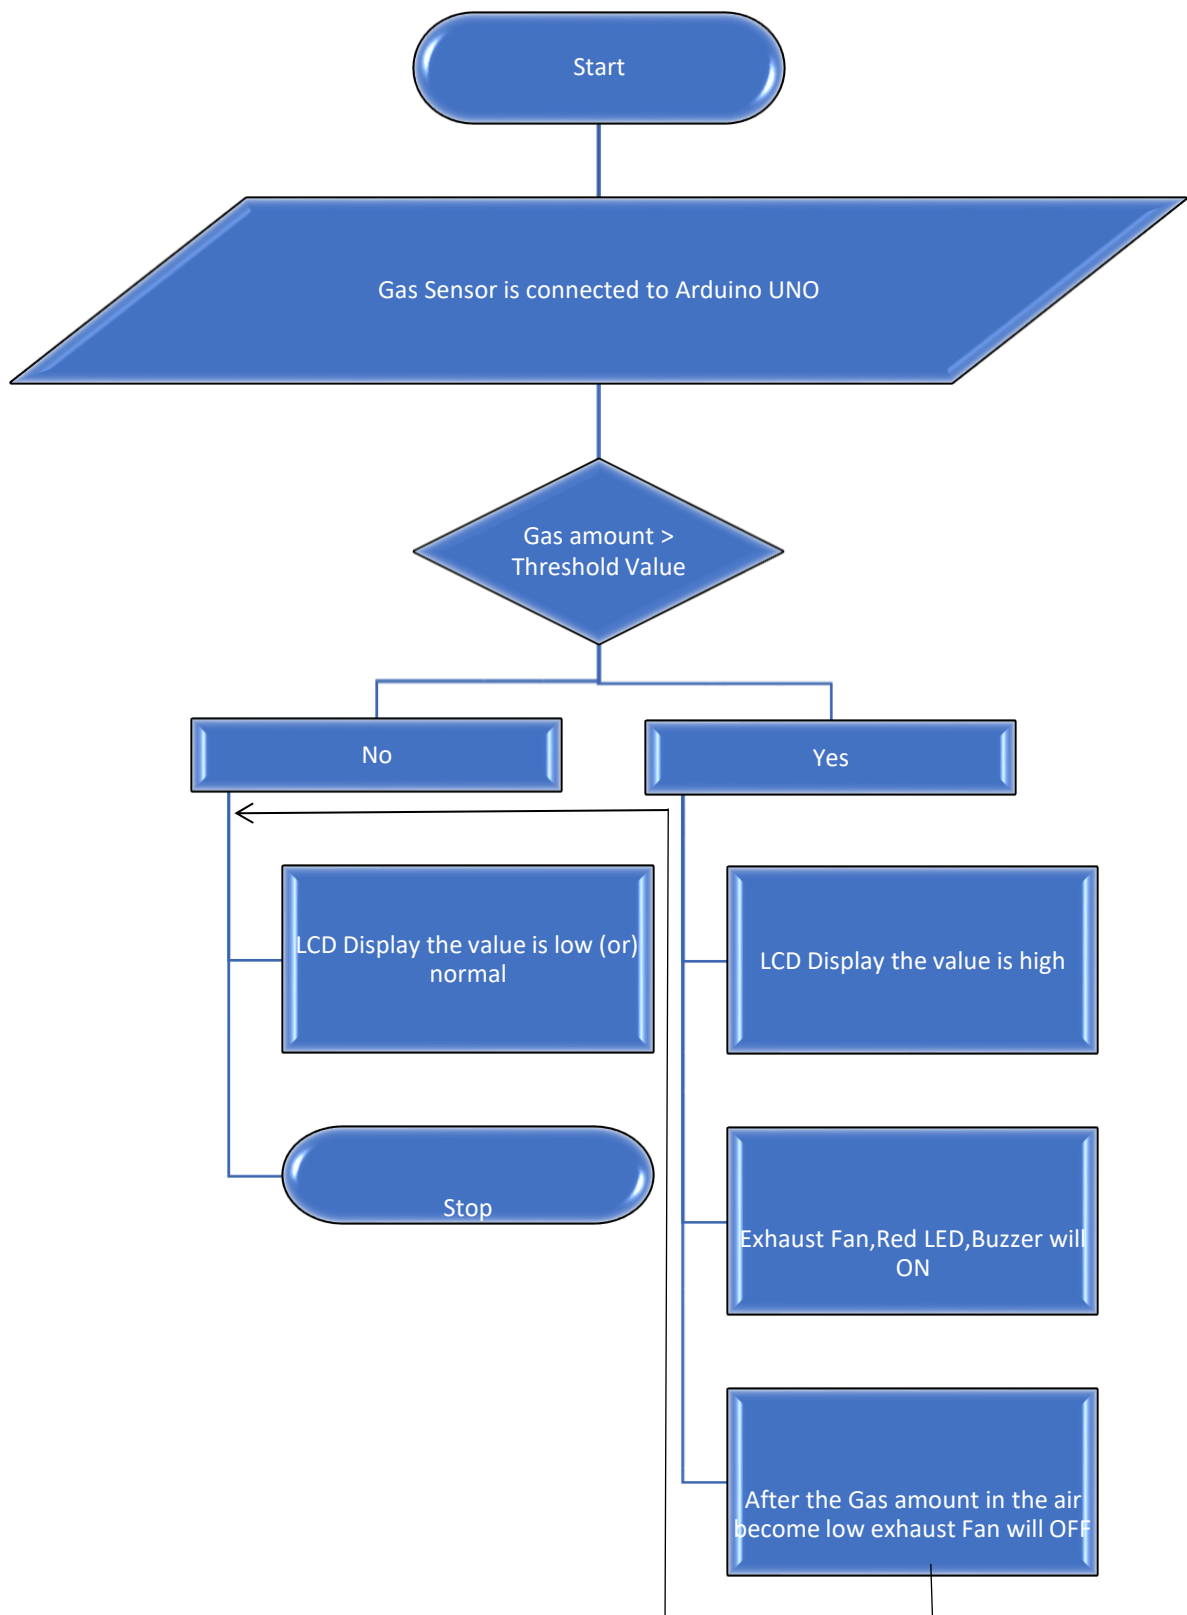 Start
Gas Sensor is connected to Arduino UNO
Gas amount >
Threshold Value
No
Yes
LCD Display the value is low (or)
normal
LCD Display the value is high
Stop
Exhaust Fan,Red LED,Buzzer will
ON
After the Gas amount in the air
become low exhaust Fan will OFF